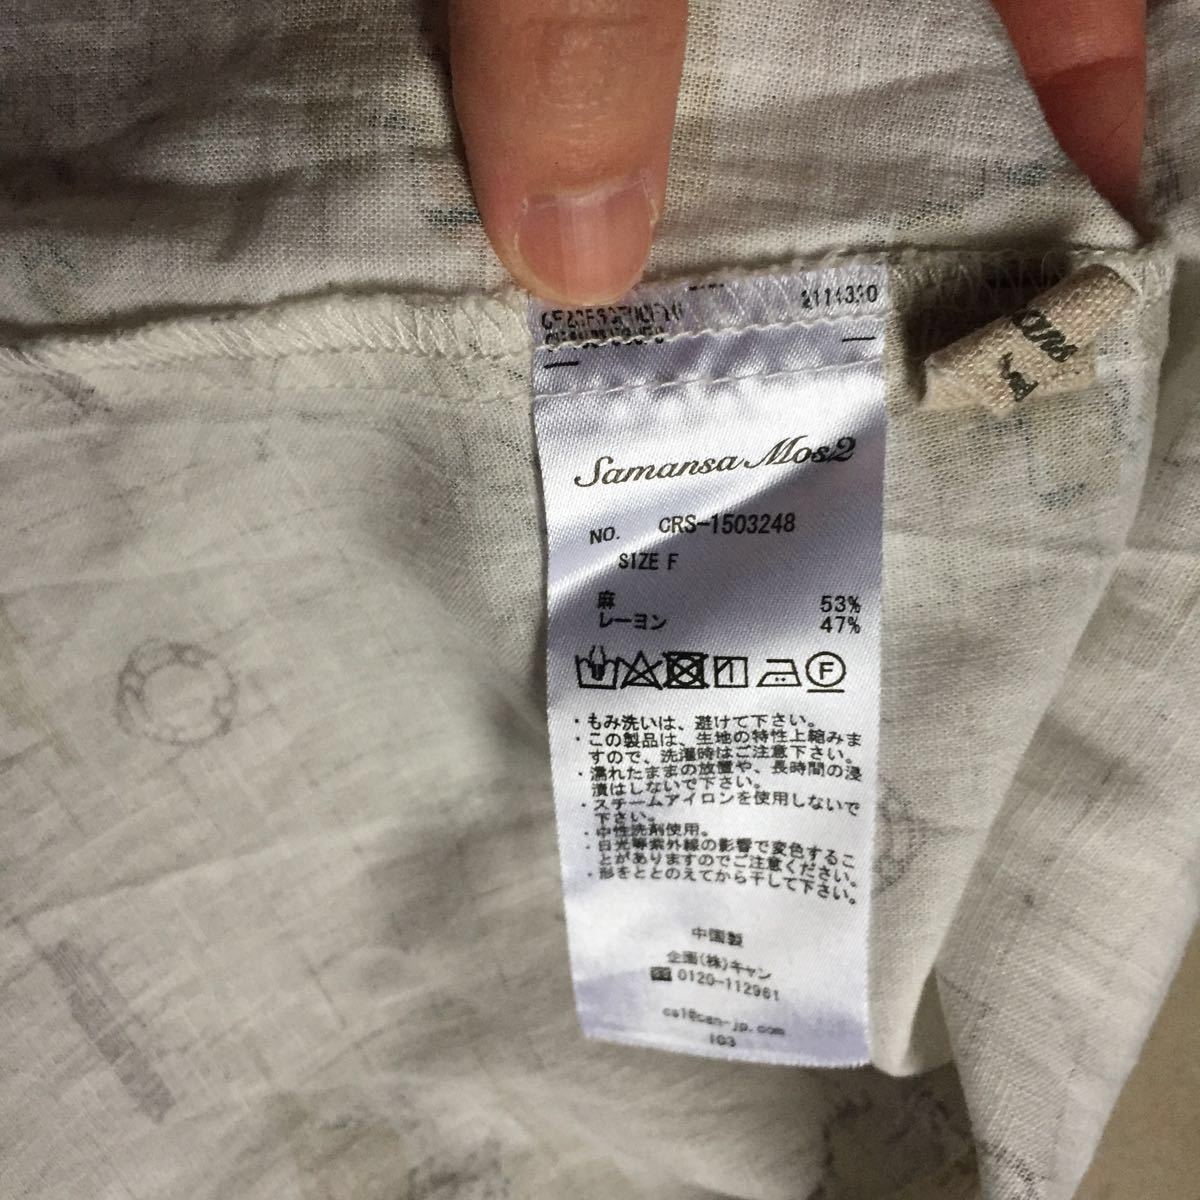 2114330
Samansa Mos2
NO. CRS-1503248
SIZE F
麻 53%
レーヨン 47%
F
・もみ洗いは、避けて下さい。
・この製品は、生地の特性上縮みま
すので、洗濯時はご注意下さい。
・濡れたままの放置や、長時間の浸
漬はしないで下さい。
・スチームアイロンを使用しないで
下さい。
・中性洗剤使用。
・日光等紫外線の影響で変色するこ
とがありますのでご注意ください。
・形をととのえてから干して下さい。
中国製
企画(株)キャン
0120-112961
cal@can-jp.com
103